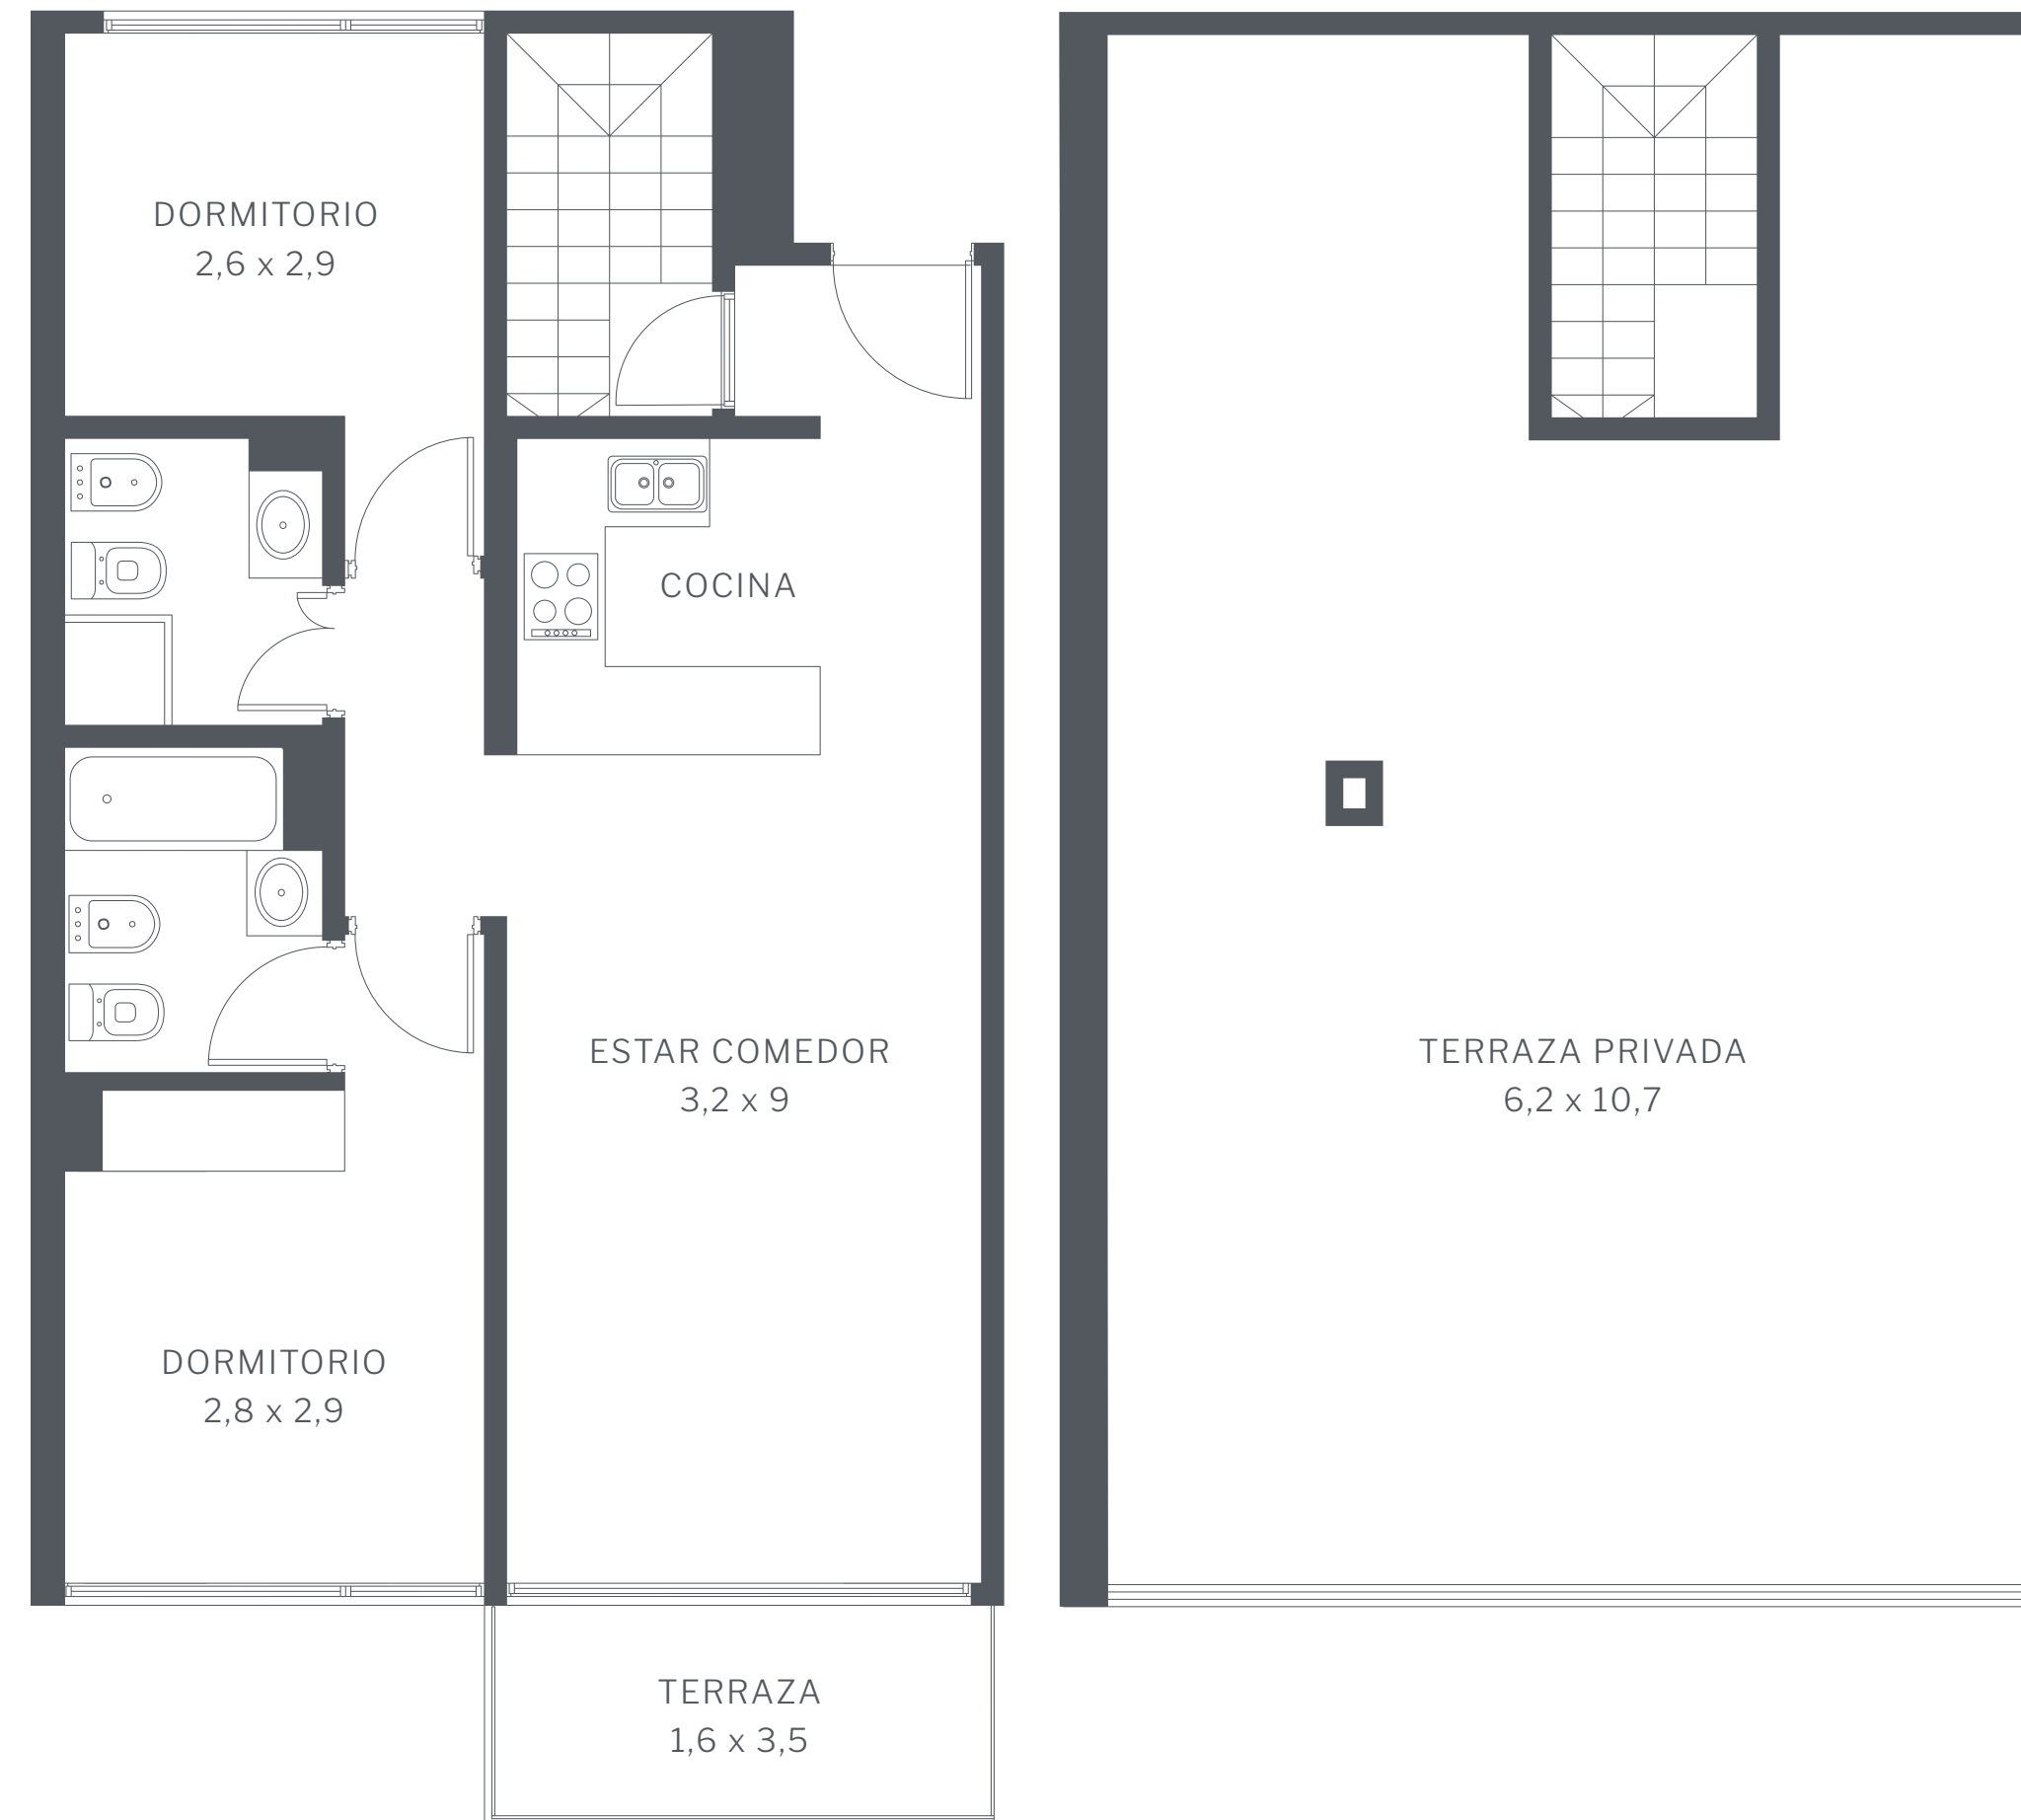 DORMITORIO
2,6 x 2,9
COCINA
ESTAR COMEDOR
3,2 x 9
DORMITORIO
2,8 x 2,9
TERRAZA
1,6 x 3,5
TERRAZA PRIVADA
6,2 x 10,7